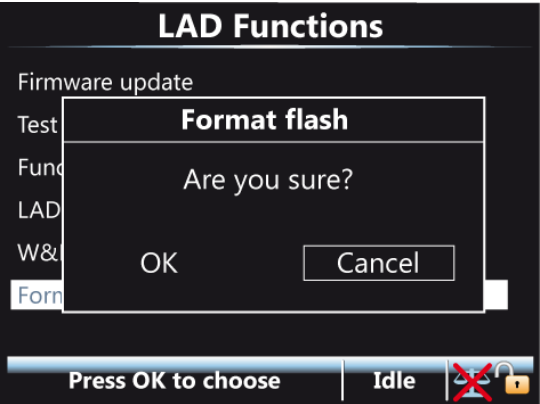 LAD Functions
Firmware update
Test
Format flash
Func
Are you sure?
LAD
W&
OK
Cancel
Form
Press OK to choose
Idle